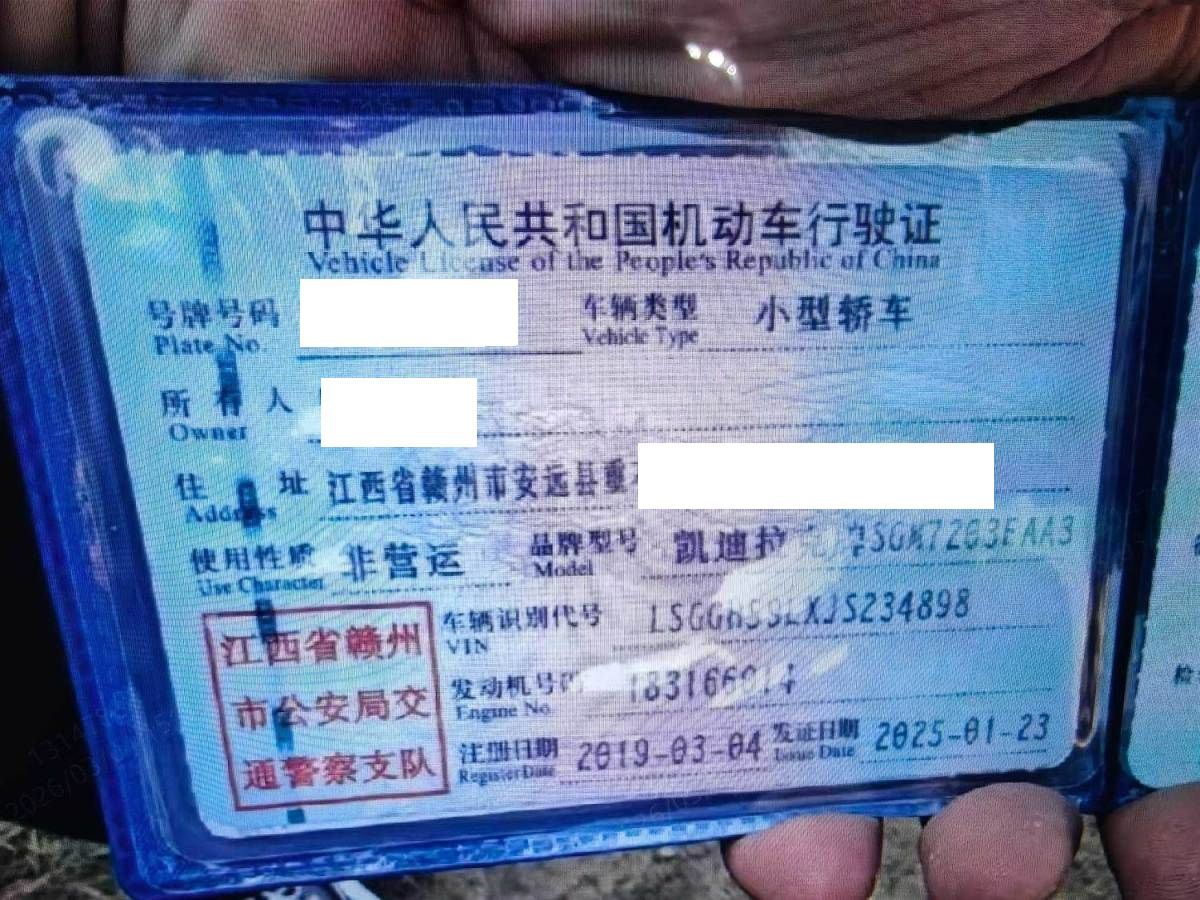 中华人民共和国机动车行驶证
Vehicle License of the People's Republic of China
号牌号码 车辆类型 小型轿车
Plate No. Vehicle Type
所有人
Owner
住址 江西省赣州市安远县重
Address
使用性质 非营运 品牌型号 凯迪拉
Use Character Model
车辆识别代号
VIN
发动机号码
Engine No.
注册日期 2019-03-04 发证日期 2025-01-23
Register Date Issue Date
江西省赣州
市公安局交
通警察支队
检